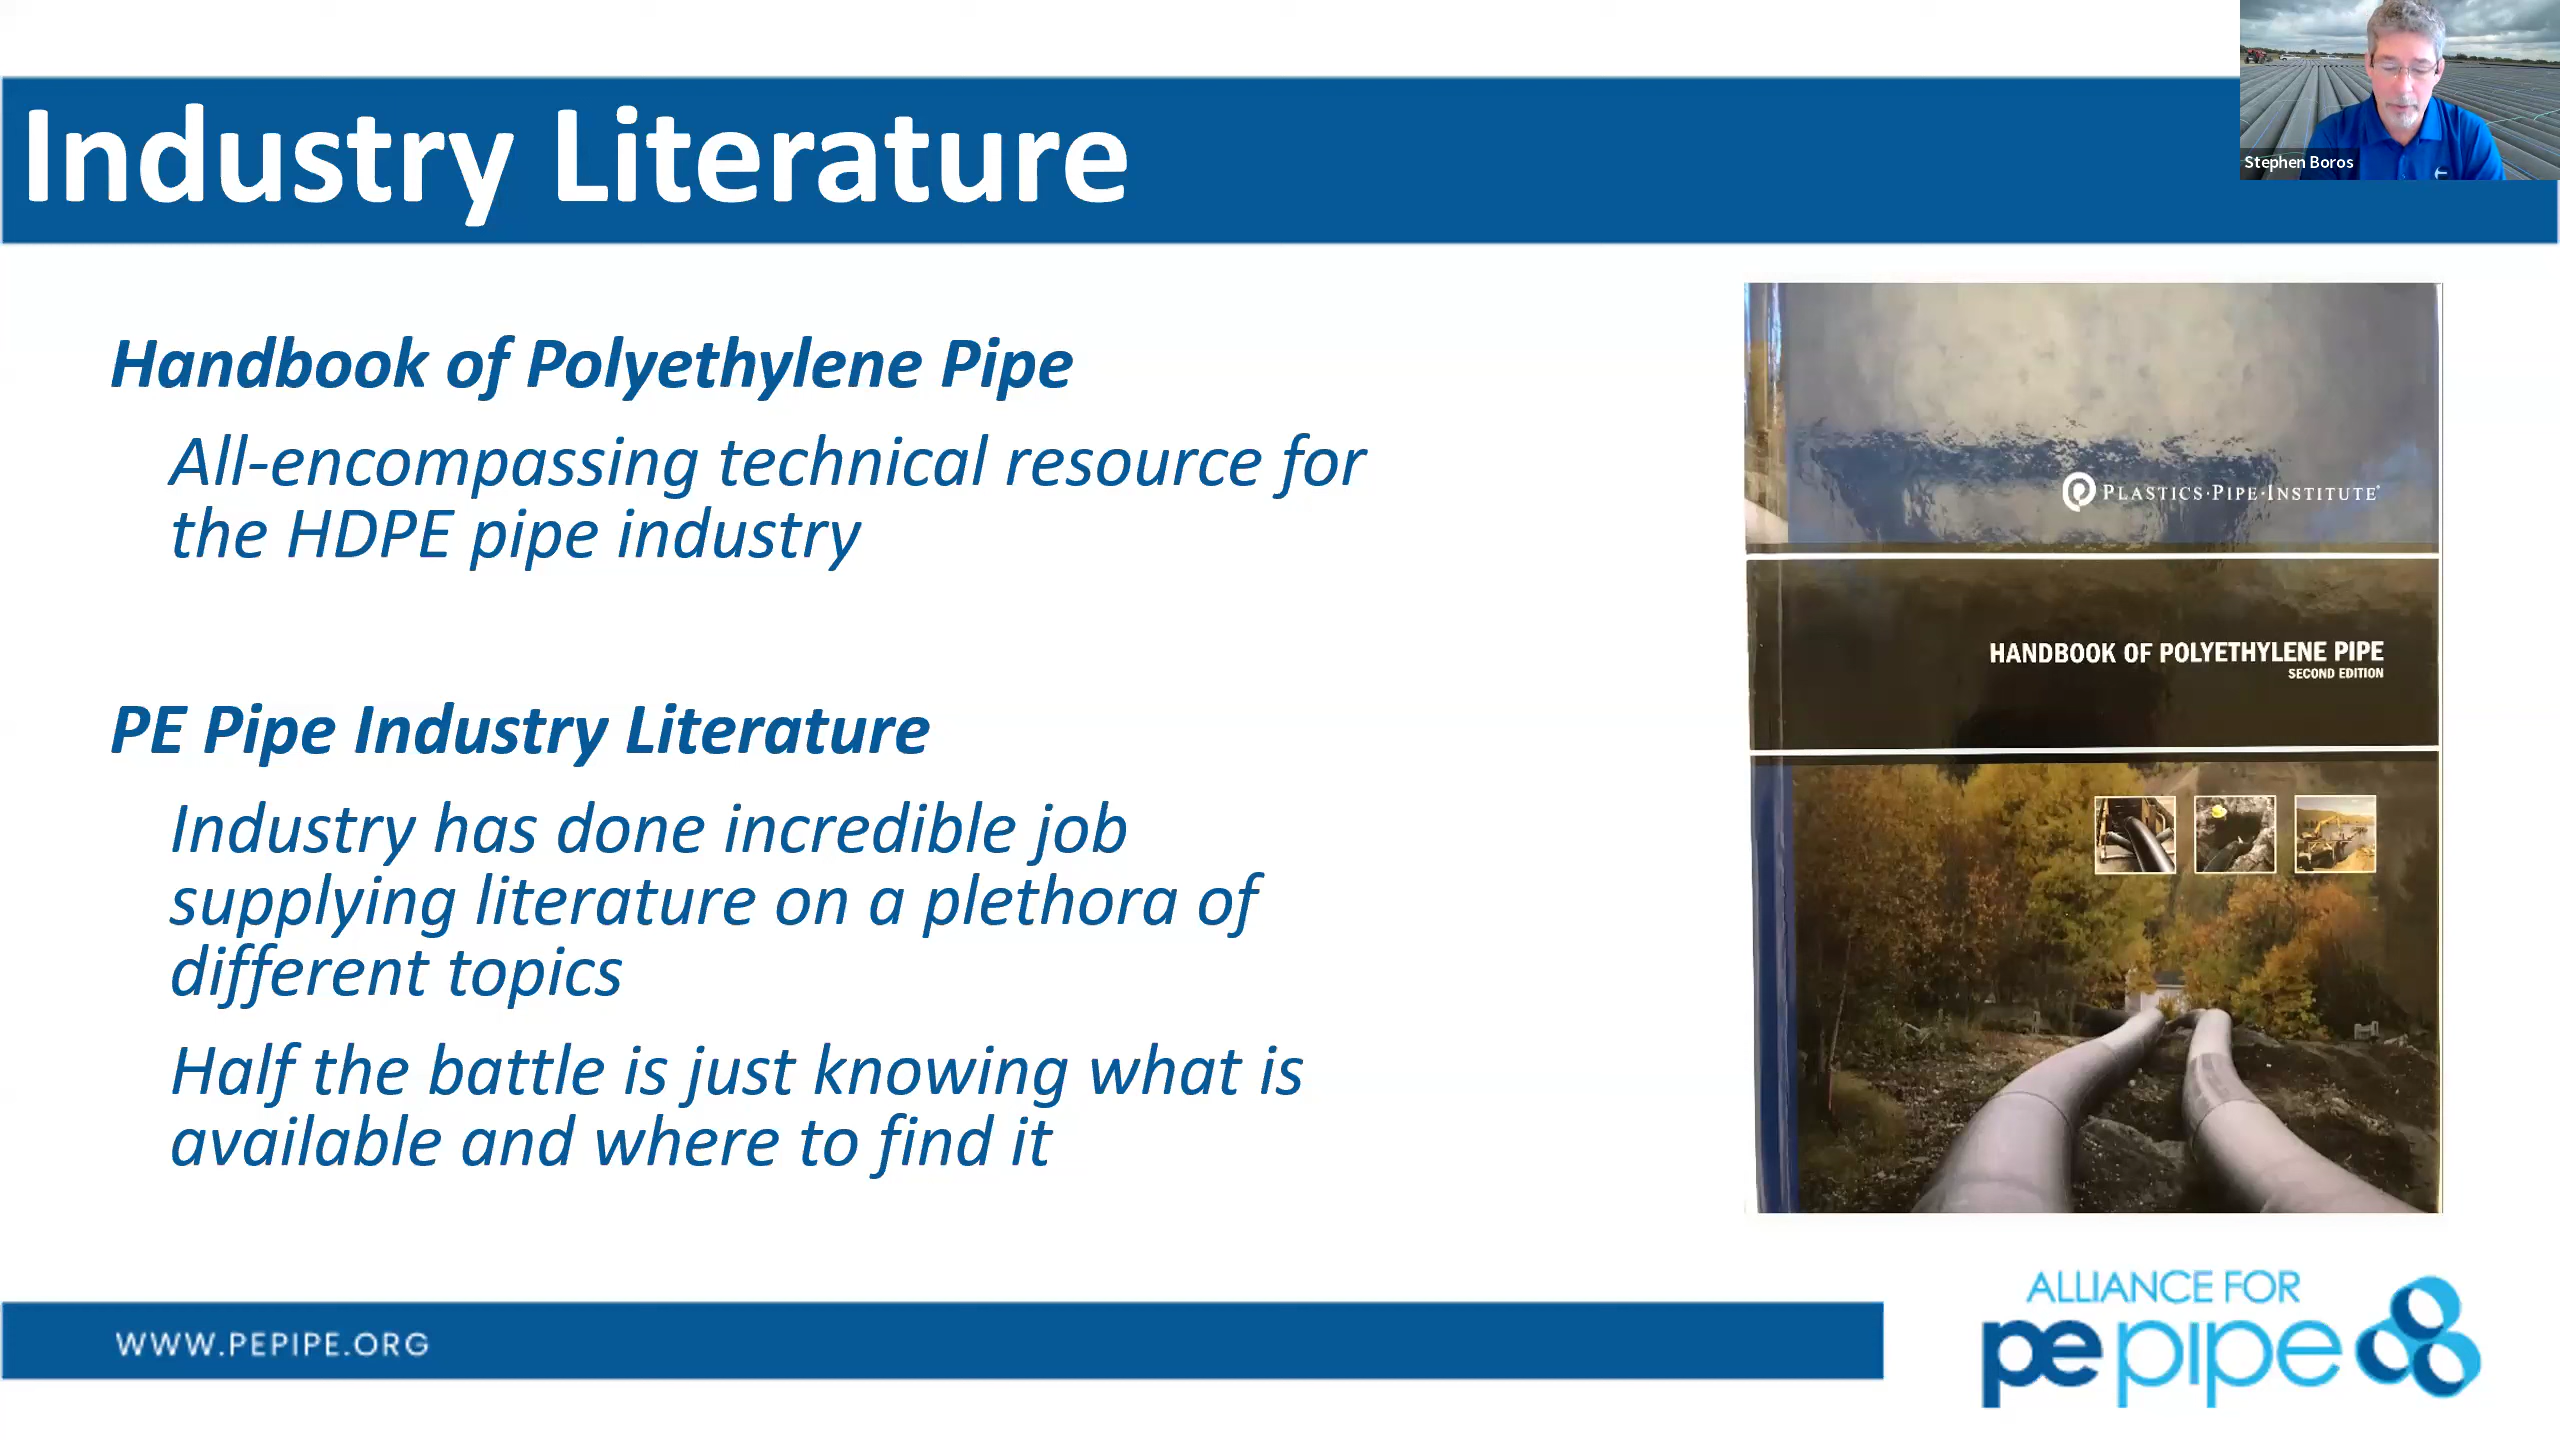 Industry Literature
Stephen Boros
Handbook of Polyethylene Pipe
All-encompassing technical resource for
the HDPE pipe industry
PE Pipe Industry Literature
Industry has done incredible job
supplying literature on a plethora of
different topics
Half the battle is just knowing what is
available and where to find it
PLASTICS·PIPE·INSTITUTE®
HANDBOOK OF POLYETHYLENE PIPE
SECOND EDITION
WWW.PEPIPE.ORG
ALLIANCE FOR
pe pipe